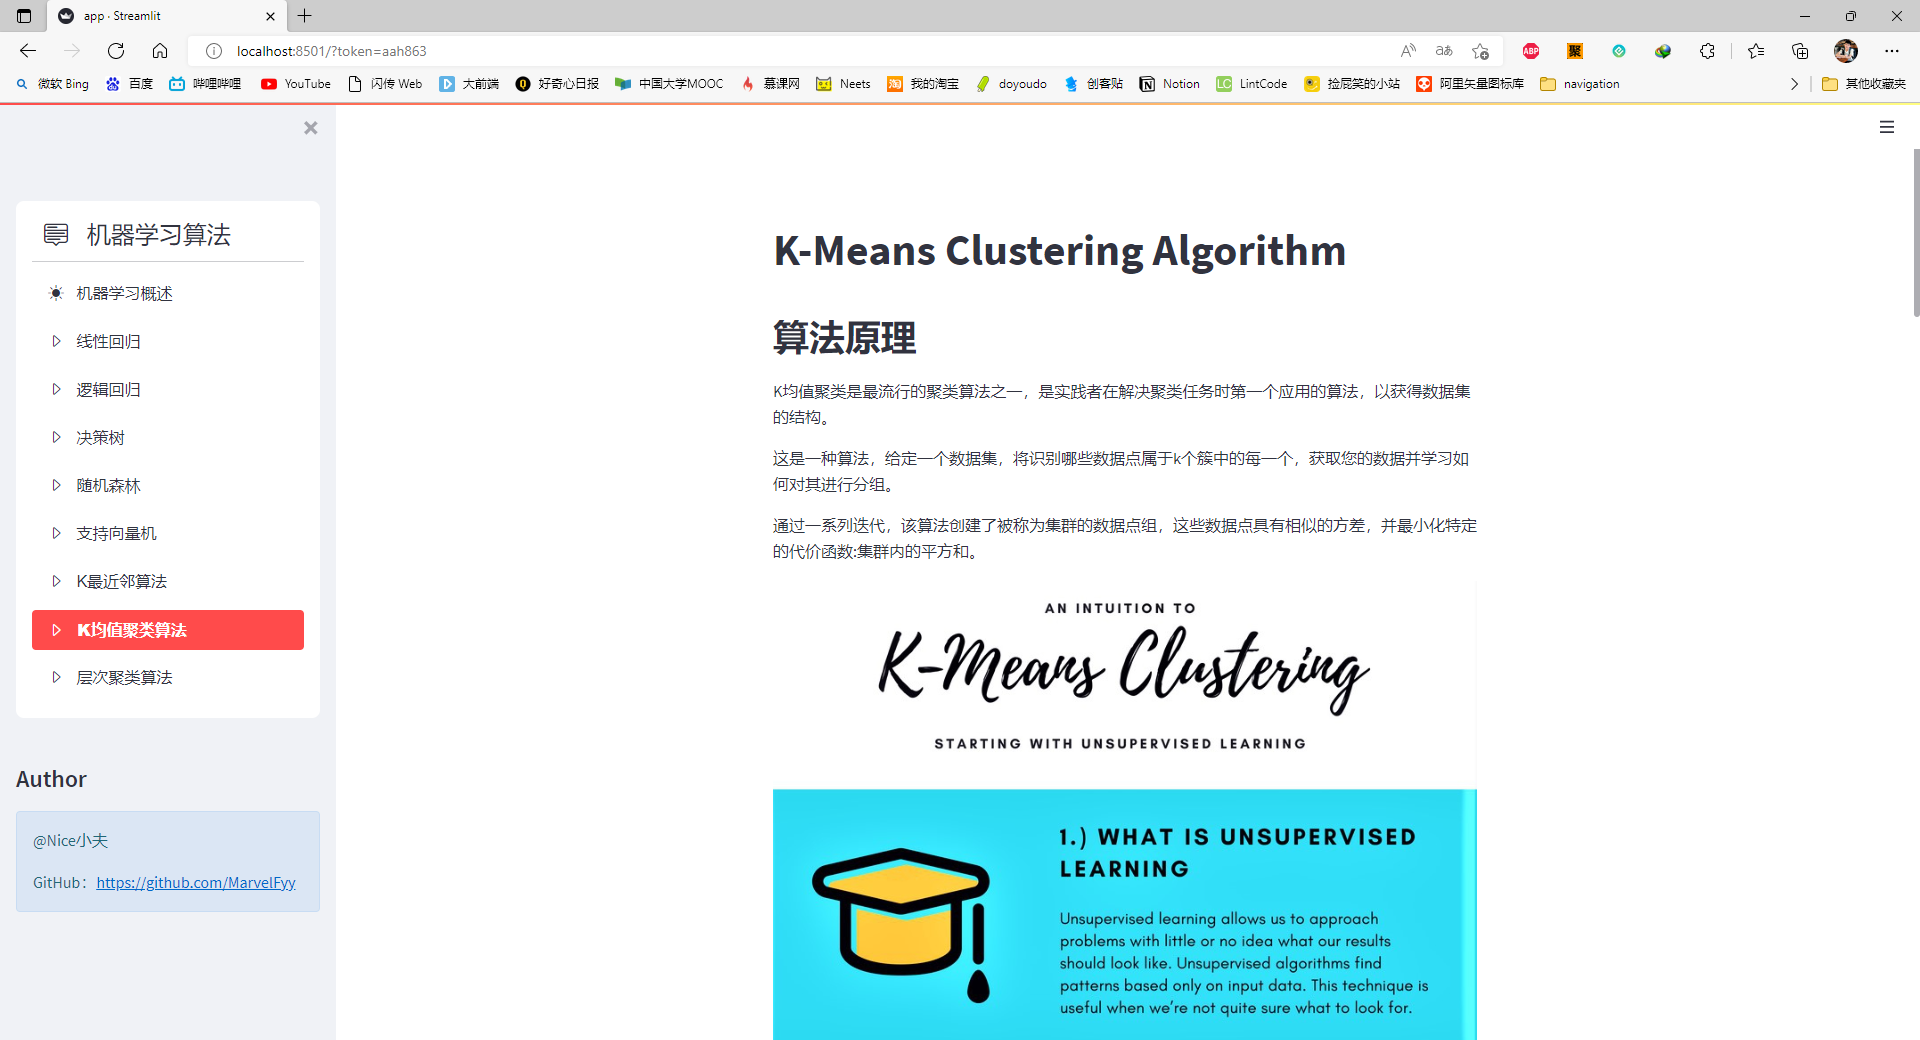 app · Streamlit
localhost:8501/?token=aah863
微软 Bing
百度
哔哩哔哩
YouTube
闪传 Web
大前端
好奇心日报
中国大学MOOC
慕课网
Neets
我的淘宝
doyoudo
创客贴
Notion
LintCode
捡屁笑的小站
阿里矢量图标库
navigation
其他收藏夹
机器学习算法
机器学习概述
线性回归
逻辑回归
决策树
随机森林
支持向量机
K最近邻算法
K均值聚类算法
层次聚类算法
Author
@Nice小夫
GitHub：https://github.com/MarvelFyy
K-Means Clustering Algorithm
算法原理
K均值聚类是最流行的聚类算法之一，是实践者在解决聚类任务时第一个应用的算法，以获得数据集
的结构。
这是一种算法，给定一个数据集，将识别哪些数据点属于k个簇中的每一个，获取您的数据并学习如
何对其进行分组。
通过一系列迭代，该算法创建了被称为集群的数据点组，这些数据点具有相似的方差，并最小化特定
的代价函数:集群内的平方和。
AN INTUITION TO
K-Means Clustering
STARTING WITH UNSUPERVISED LEARNING
1.) WHAT IS UNSUPERVISED
LEARNING
Unsupervised learning allows us to approach
problems with little or no idea what our results
should look like. Unsupervised algorithms find
patterns based only on input data. This technique is
useful when we're not quite sure what to look for.